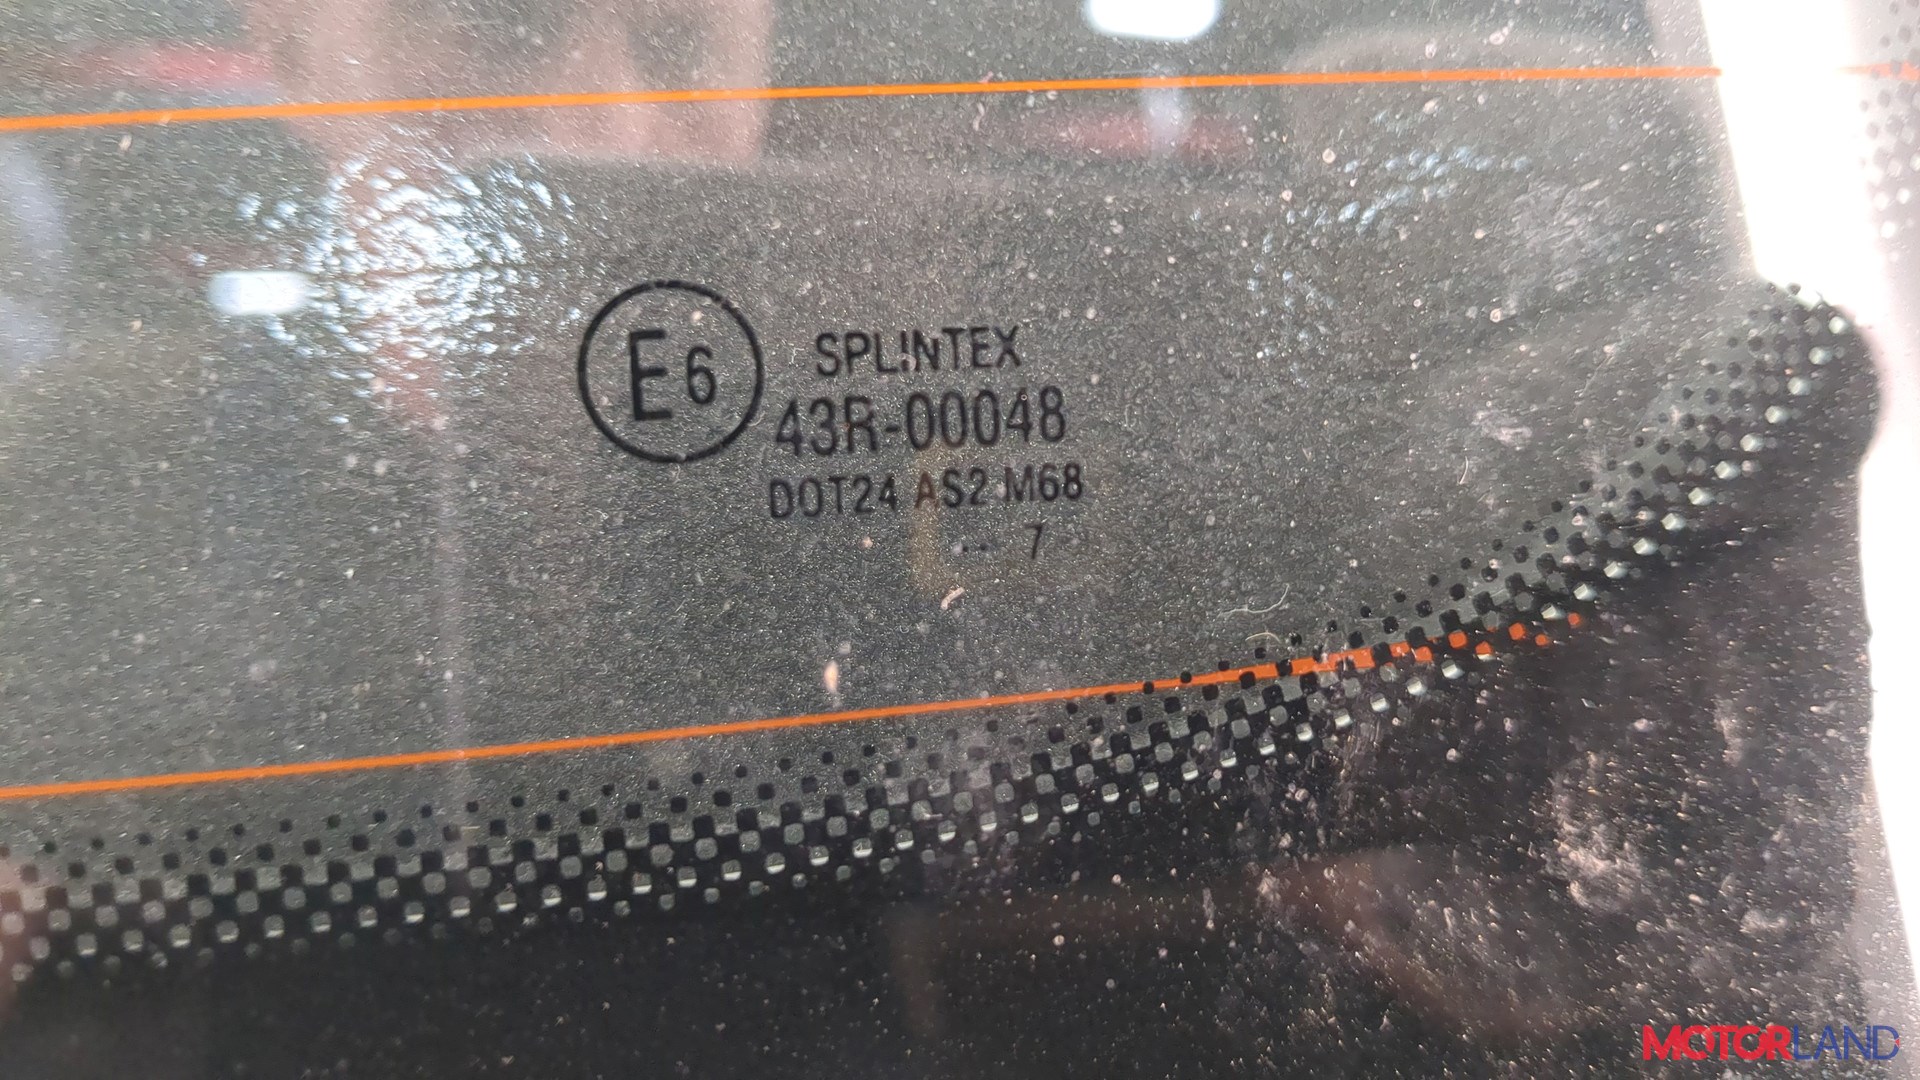 E6
SPLINTEX
43R-00048
DOT24 AS2 M68
... 7
MOTORLAND